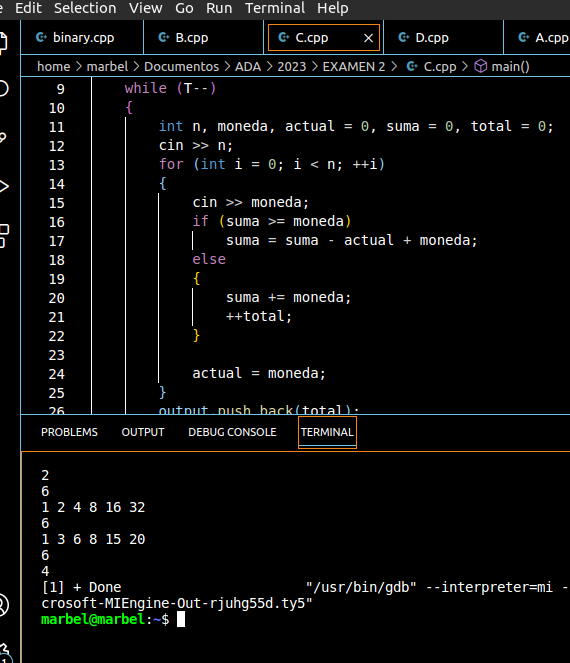 Edit Selection View Go Run Terminal Help
binary.cpp B.cpp C.cpp D.cpp A.cpp
home > marbel > Documentos > ADA > 2023 > EXAMEN 2 > C.cpp > main()
9 while (T--)
10 {
11 int n, moneda, actual = 0, suma = 0, total = 0;
12 cin >> n;
13 for (int i = 0; i < n; ++i)
14 {
15 cin >> moneda;
16 if (suma >= moneda)
17 suma = suma - actual + moneda;
18 else
19 {
20 suma += moneda;
21 ++total;
22 }
23
24 actual = moneda;
25 }
26 output.push_back(total);
PROBLEMS OUTPUT DEBUG CONSOLE TERMINAL
2
6
1 2 4 8 16 32
6
1 3 6 8 15 20
6
4
[1] + Done "/usr/bin/gdb" --interpreter=mi -
crosoft-MIEngine-Out-rjuhg55d.ty5"
marbel@marbel:~$